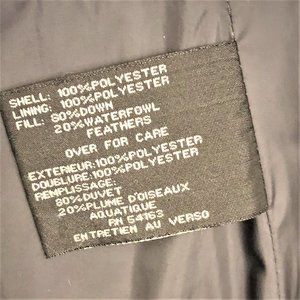 SHELL: 100%POLYESTER
LINING: 100%POLYESTER
FILL: 80%DOWN
20%WATERFOWL
FEATHERS
OVER FOR CARE
EXTERIEUR:100%POLYESTER
DOUBLURE:100%POLYESTER
REMPLISSAGE:
80%DUVET
20%PLUME D'OISEAUX
AQUATIQUE
RN 54163
ENTRETIEN AU VERSO